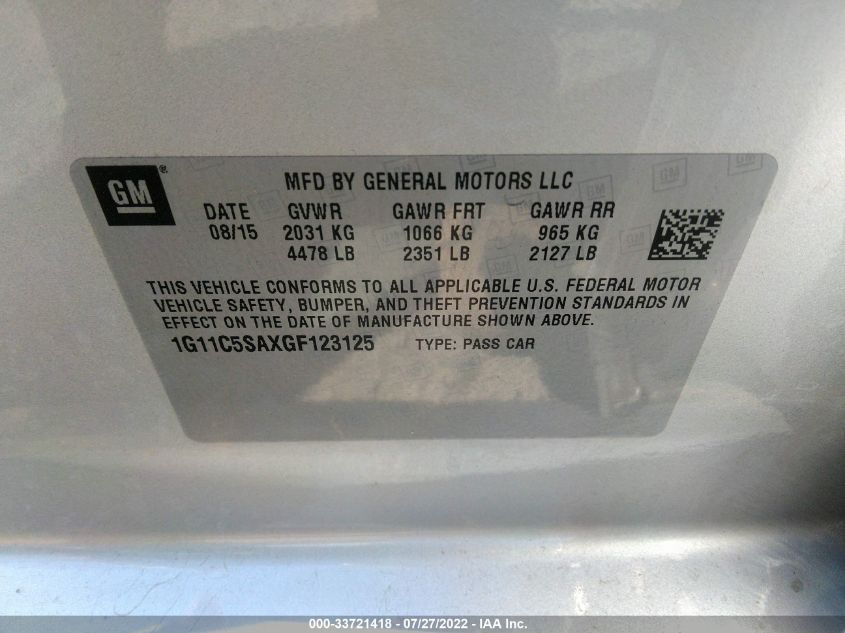 GM®
MFD BY GENERAL MOTORS LLC
DATE GVWR GAWR FRT GAWR RR
08/15 2031 KG 1066 KG 965 KG
4478 LB 2351 LB 2127 LB
THIS VEHICLE CONFORMS TO ALL APPLICABLE U.S. FEDERAL MOTOR
VEHICLE SAFETY, BUMPER, AND THEFT PREVENTION STANDARDS IN
EFFECT ON THE DATE OF MANUFACTURE SHOWN ABOVE.
1G11C5SAXGF123125 TYPE: PASS CAR
000-33721418 - 07/27/2022 - IAA Inc.